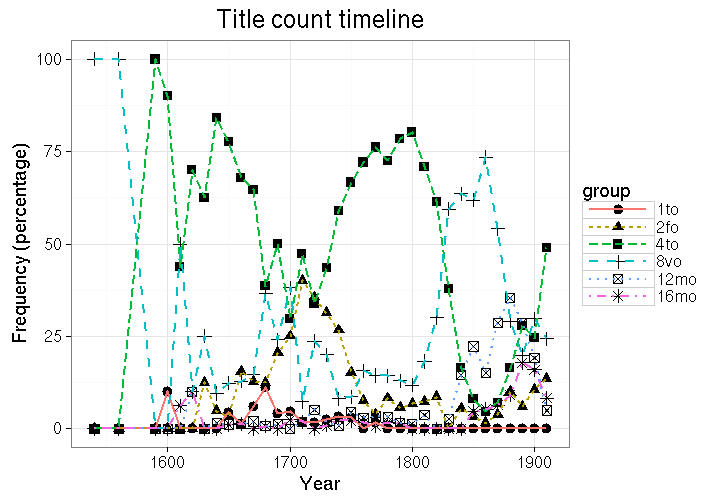 Title count timeline
100
75
50
25
0
Frequency (percentage)
1600
1700
1800
1900
Year
group
1to
2fo
4to
8vo
12mo
16mo